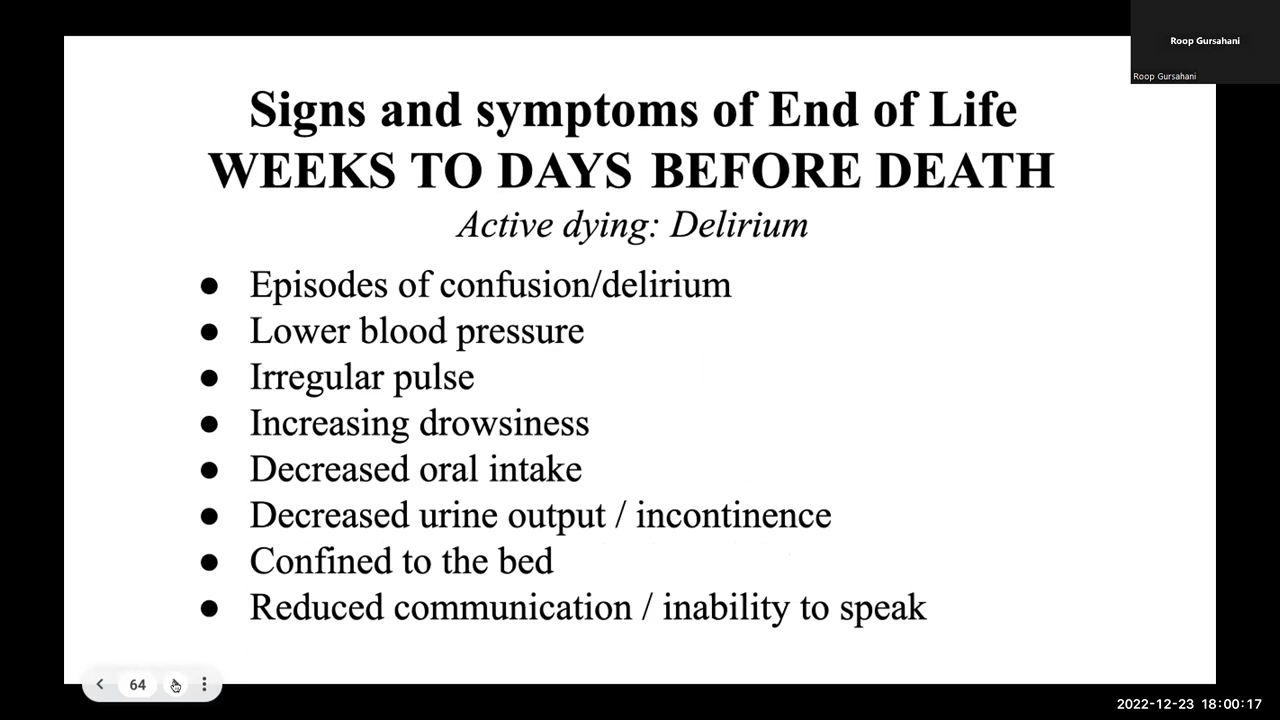 Roop Gursahani
Roop Gursahani
Signs and symptoms of End of Life
WEEKS TO DAYS BEFORE DEATH
Active dying: Delirium
● Episodes of confusion/delirium
● Lower blood pressure
● Irregular pulse
● Increasing drowsiness
● Decreased oral intake
● Decreased urine output / incontinence
● Confined to the bed
● Reduced communication / inability to speak
64
2022-12-23 18:00:17